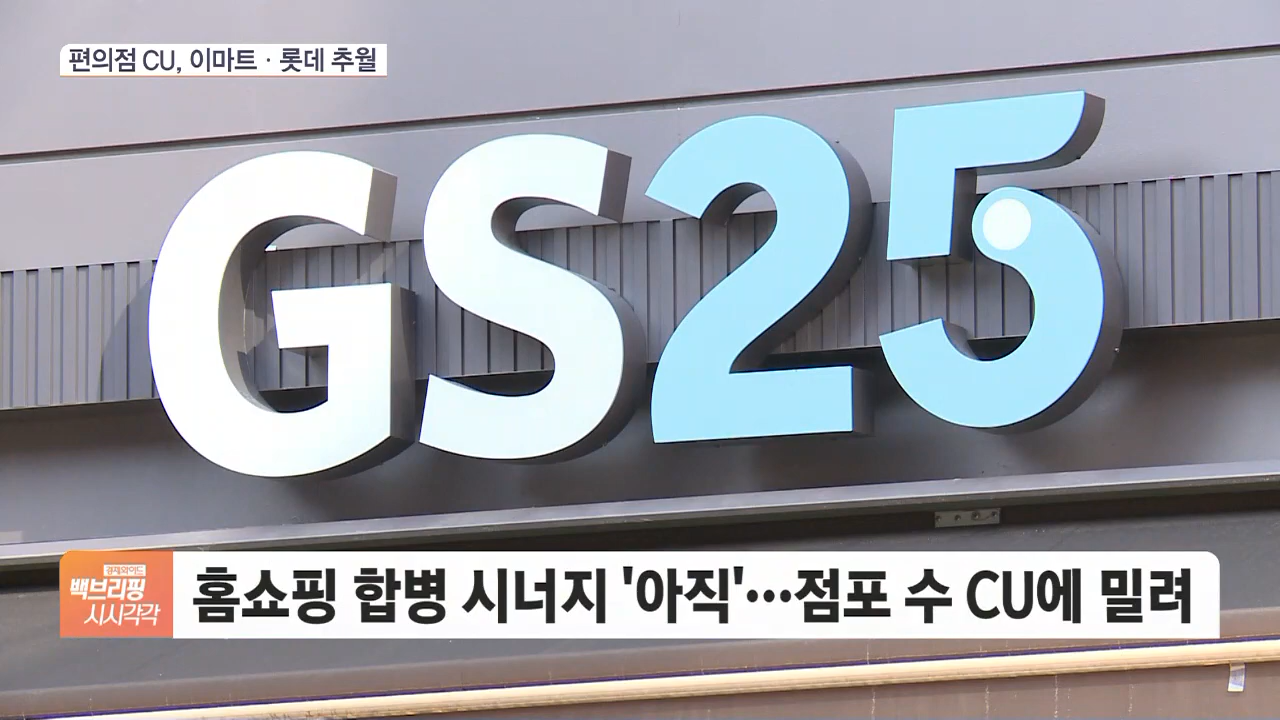 편의점 CU, 이마트·롯데 추월
GS25
경제와이드
백브리핑
시시각각
홈쇼핑 합병 시너지 '아직'…점포 수 CU에 밀려